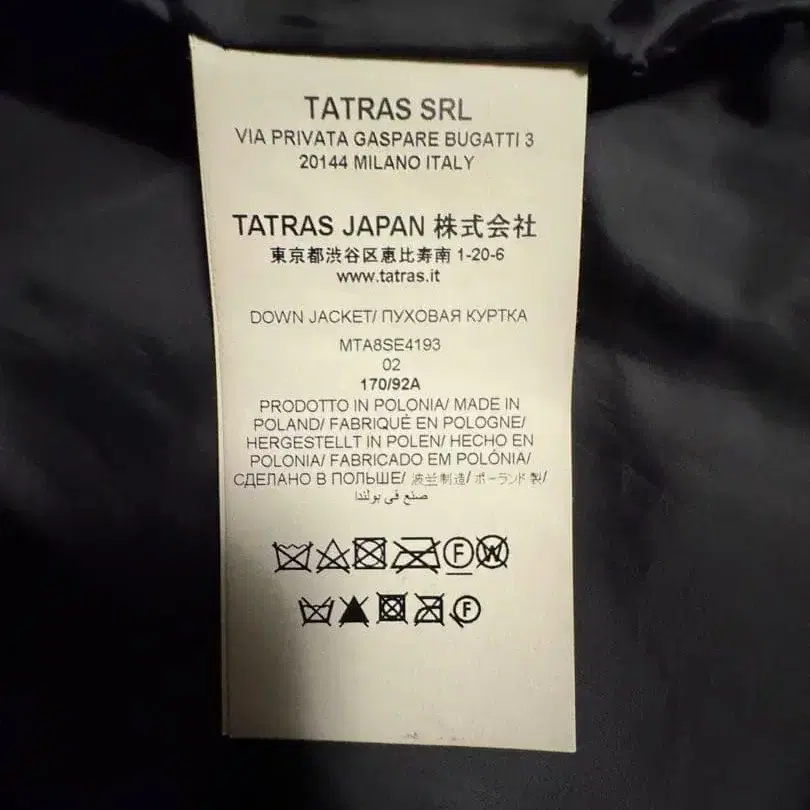 TATRAS SRL
VIA PRIVATA GASPARE BUGATTI 3
20144 MILANO ITALY
TATRAS JAPAN 株式会社
東京都渋谷区恵比寿南 1-20-6
www.tatras.it
DOWN JACKET/ ПУХОВАЯ КУРТКА
MTA8SE4193
02
170/92A
PRODOTTO IN POLONIA/ MADE IN
POLAND/ FABRIQUÉ EN POLOGNE/
HERGESTELLT IN POLEN/ HECHO EN
POLONIA/ FABRICADO EM POLÓNIA/
СДЕЛАНО В ПОЛЬШЕ/ 波兰制造/ ポーランド製/
صنع في بولندا
F W
F